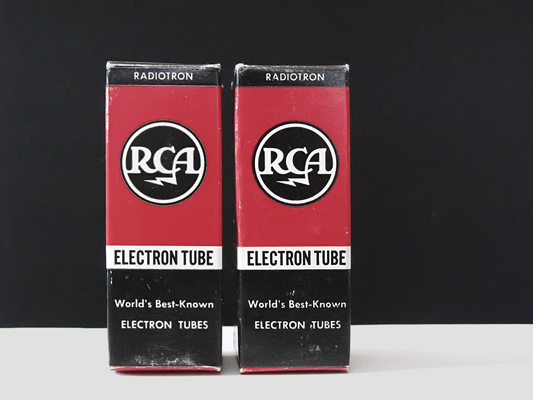 RADIOTRON
RCA
ELECTRON TUBE
World's Best-Known
ELECTRON TUBES
RADIOTRON
RCA
ELECTRON TUBE
World's Best-Known
ELECTRON TUBES